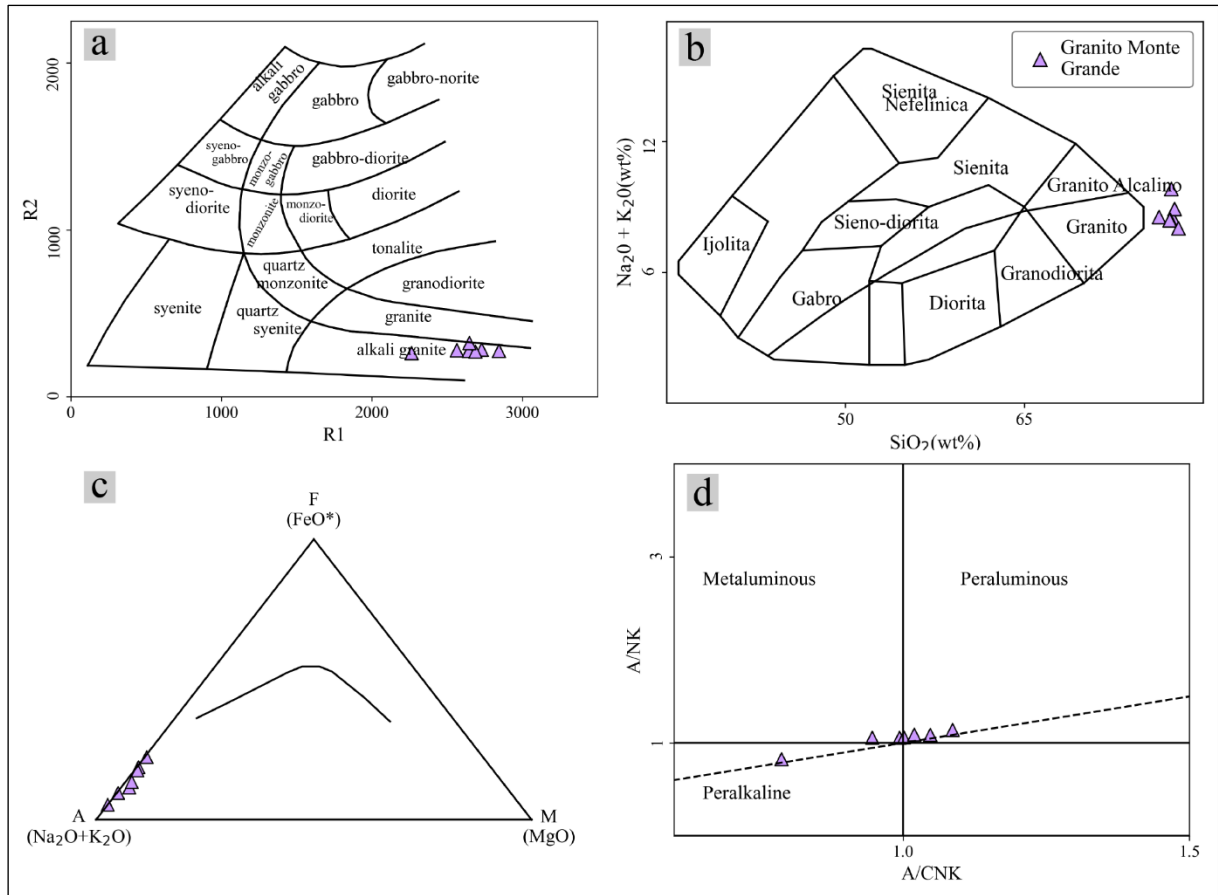 a
2000
1000
0
R2
0
1000
2000
3000
R1
alkali
gabbro
gabbro
gabbro-norite
syeno-
gabbro
monzo-
gabbro
gabbro-diorite
syeno-
diorite
monzonite
monzo-
diorite
diorite
tonalite
quartz
monzonite
granodiorite
syenite
quartz
syenite
granite
alkali granite
b
Granito Monte
Grande
12
6
Na₂0 + K₂0(wt%)
50
65
SiO₂(wt%)
Sienita
Nefelinica
Sienita
Granito Alcalino
Ijolita
Sieno-diorita
Granito
Granodiorita
Gabro
Diorita
c
F
(FeO*)
A
(Na₂O+K₂O)
M
(MgO)
d
3
1
A/NK
Metaluminous
Peraluminous
Peralkaline
1.0
1.5
A/CNK